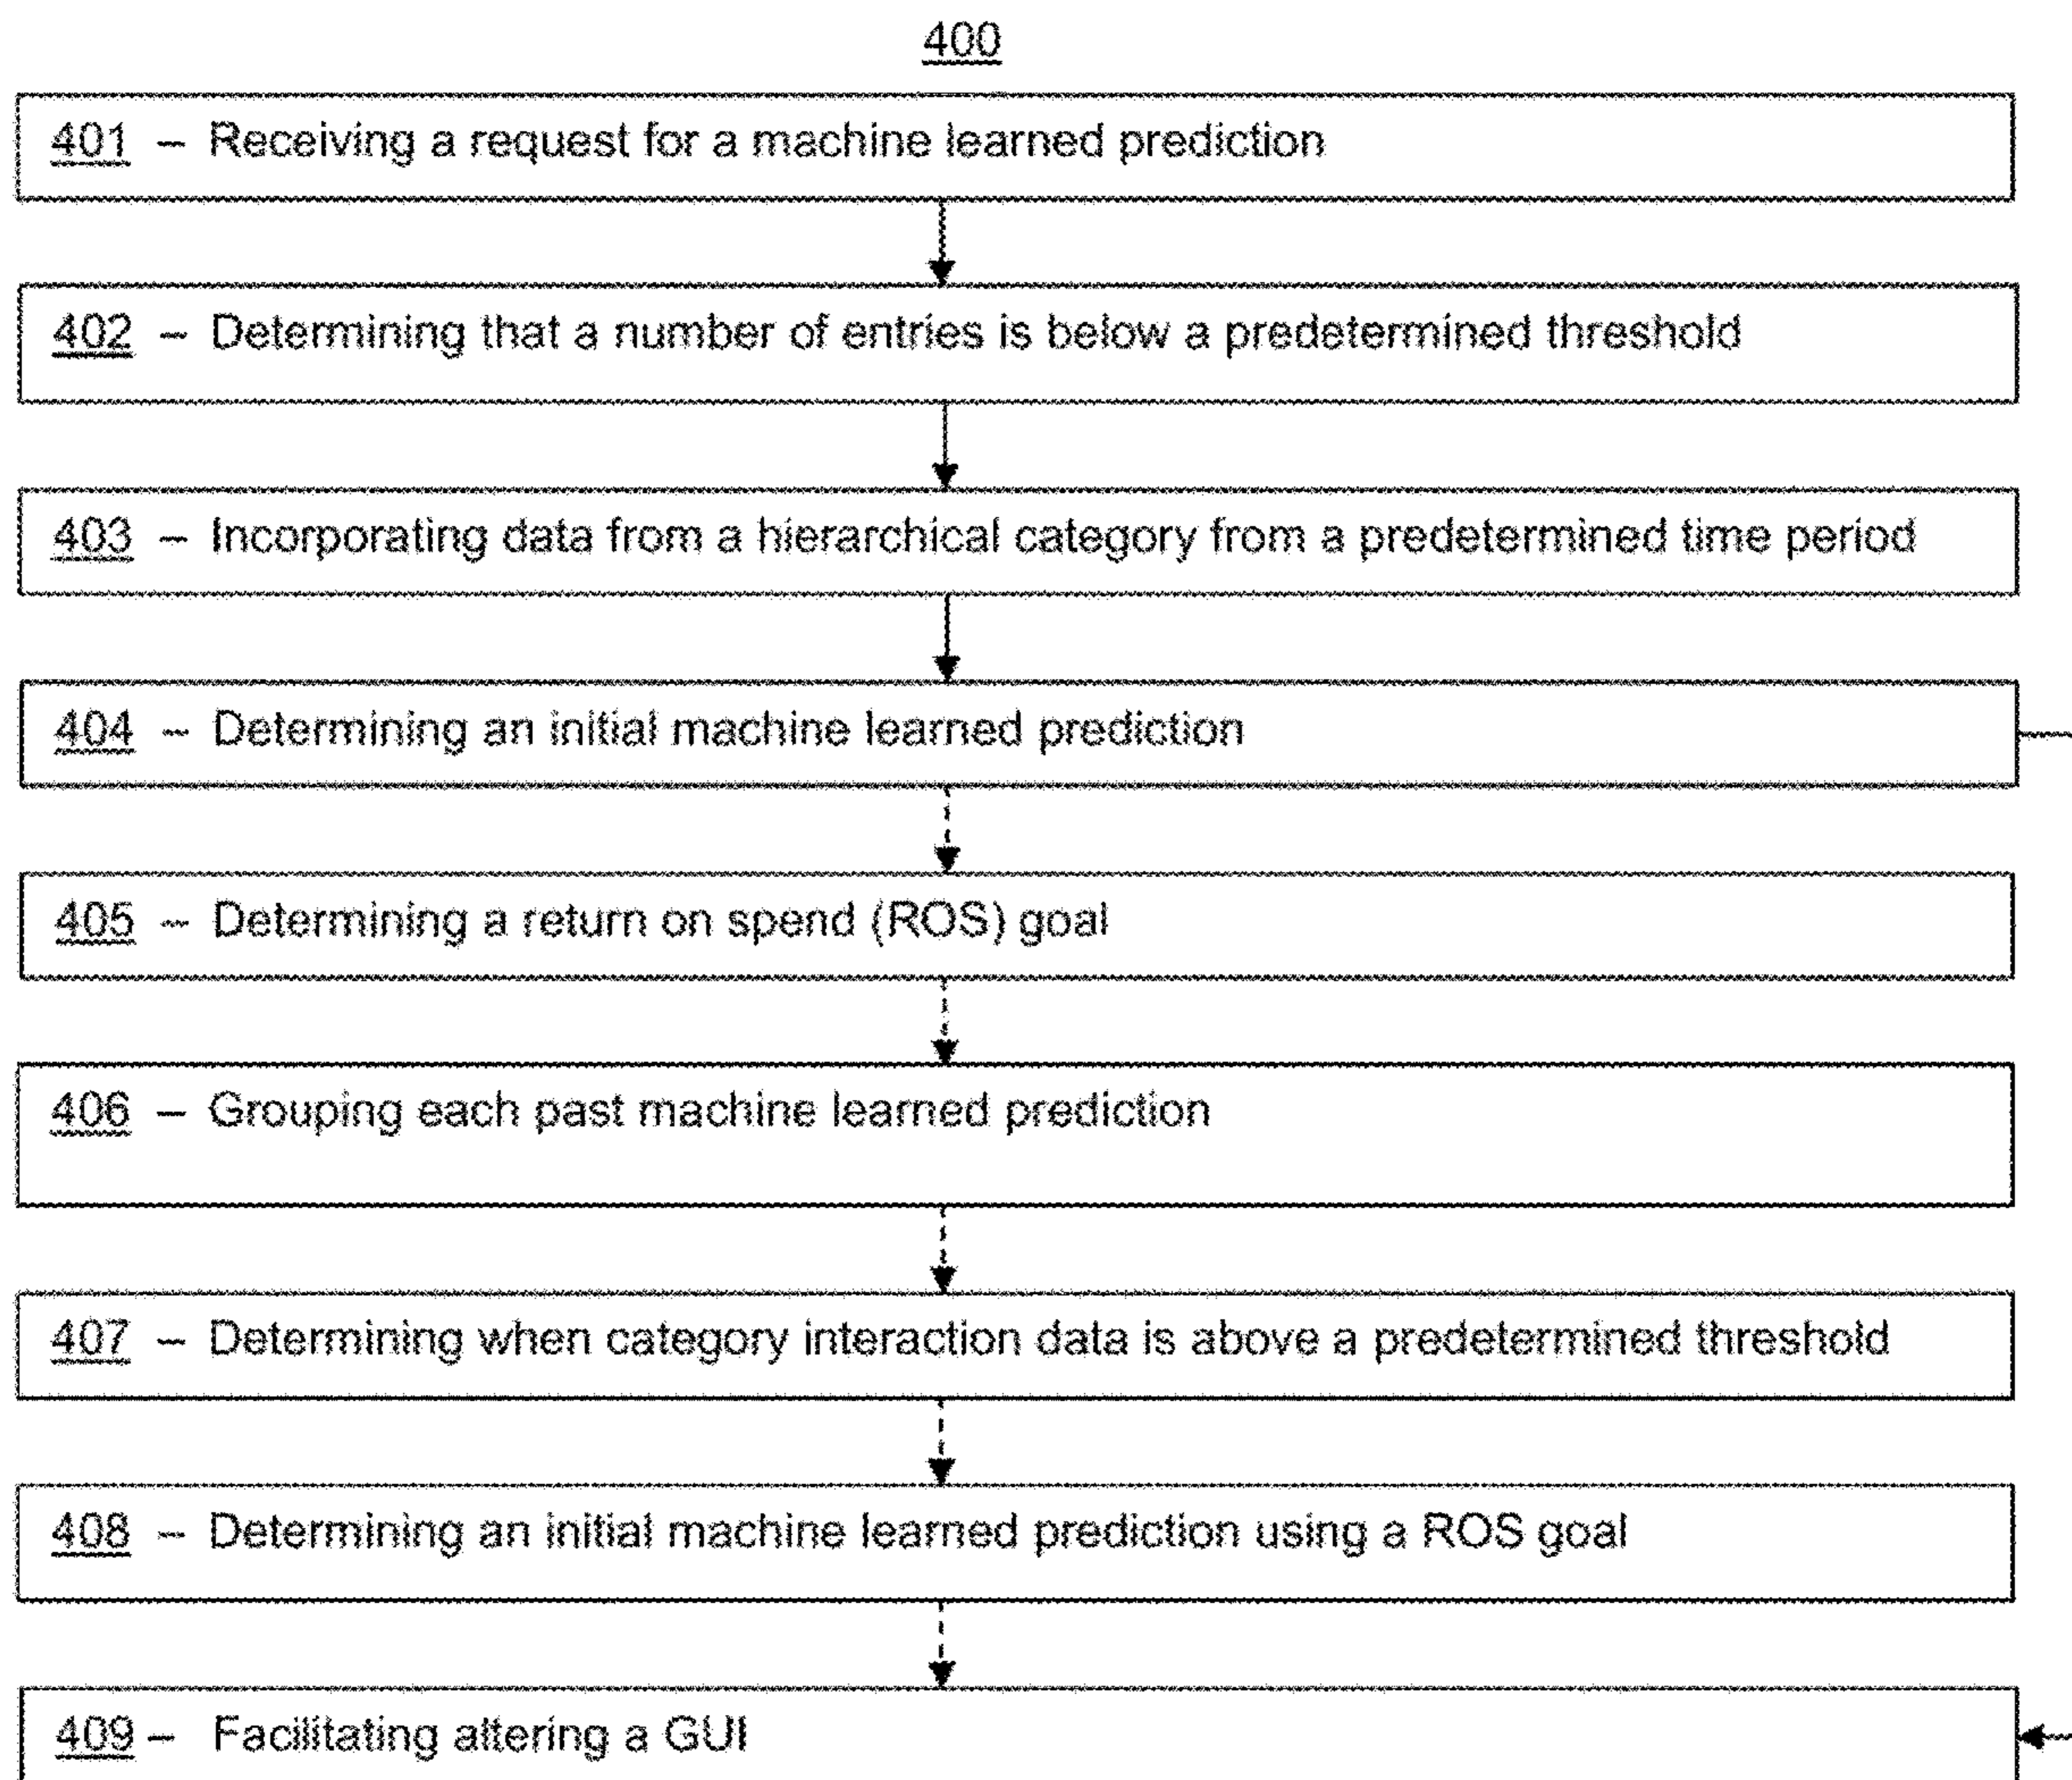 400
401 – Receiving a request for a machine learned prediction
402 – Determining that a number of entries is below a predetermined threshold
403 – Incorporating data from a hierarchical category from a predetermined time period
404 – Determining an initial machine learned prediction
405 – Determining a return on spend (ROS) goal
406 – Grouping each past machine learned prediction
407 – Determining when category interaction data is above a predetermined threshold
408 – Determining an initial machine learned prediction using a ROS goal
409 – Facilitating altering a GUI